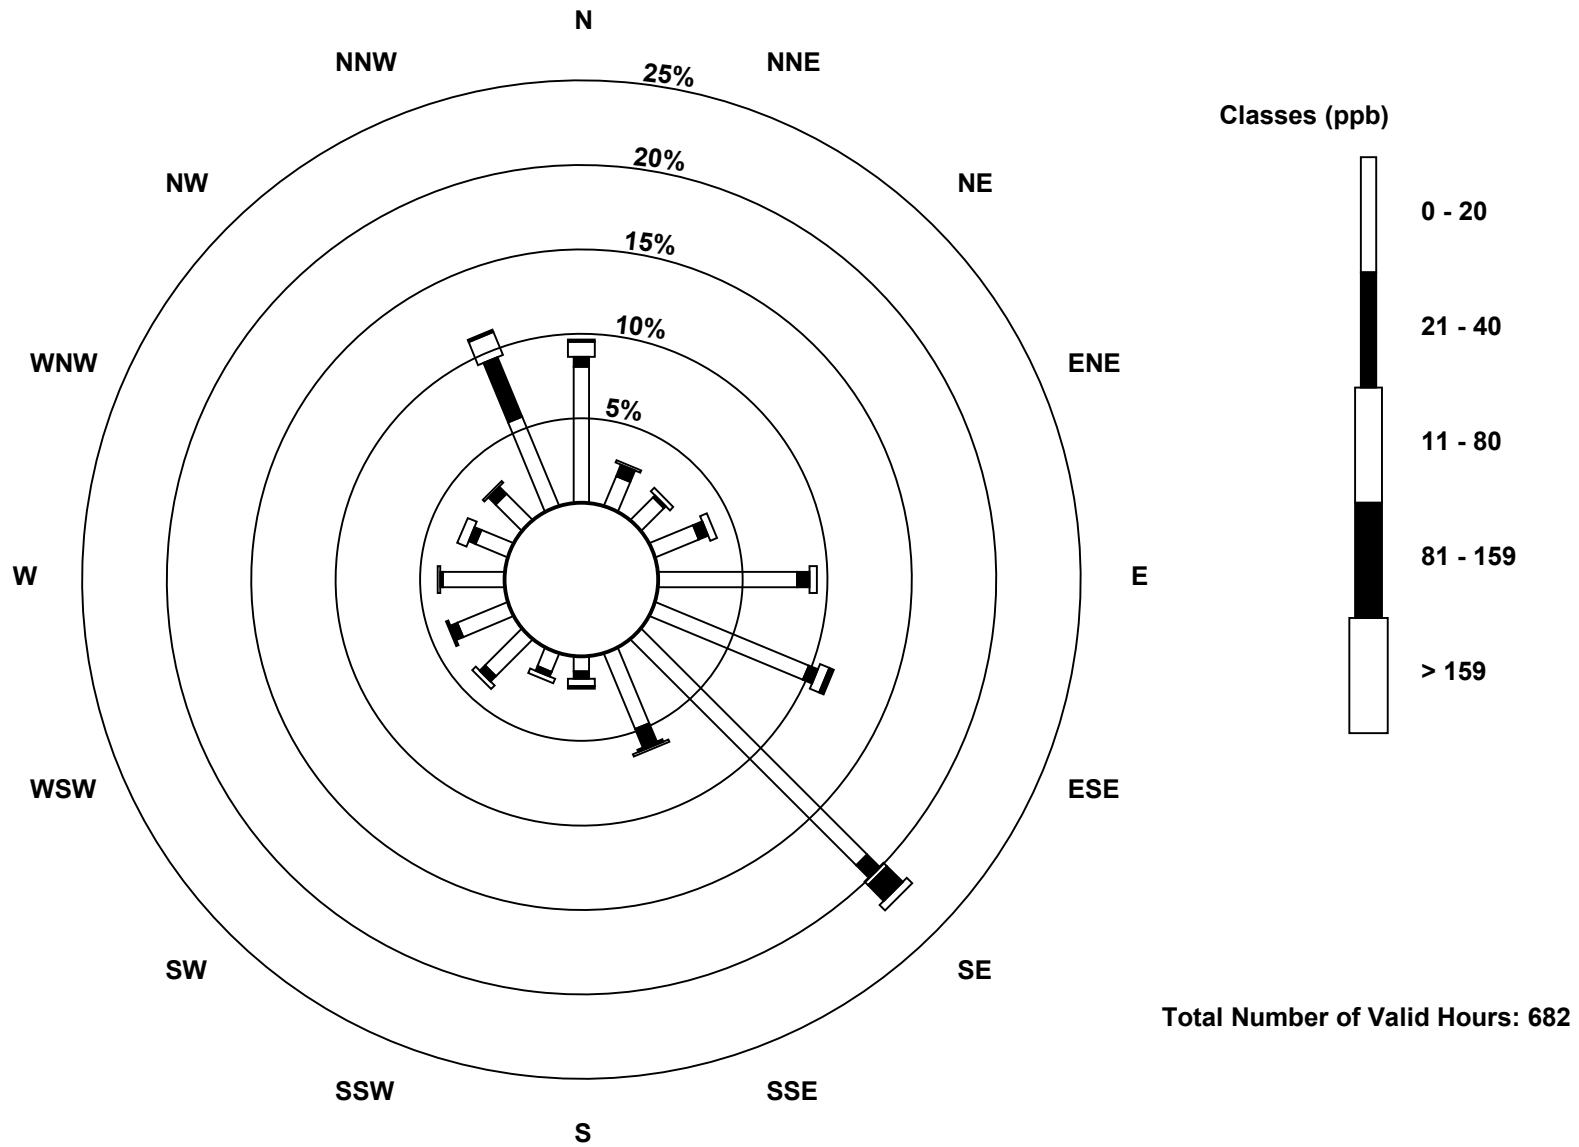 N
NNW
NNE
25%
Classes (ppb)
20%
NW
NE
0 - 20
15%
21 - 40
10%
WNW
ENE
5%
11 - 80
81 - 159
W
E
> 159
WSW
ESE
SW
SE
Total Number of Valid Hours: 682
SSW
SSE
S